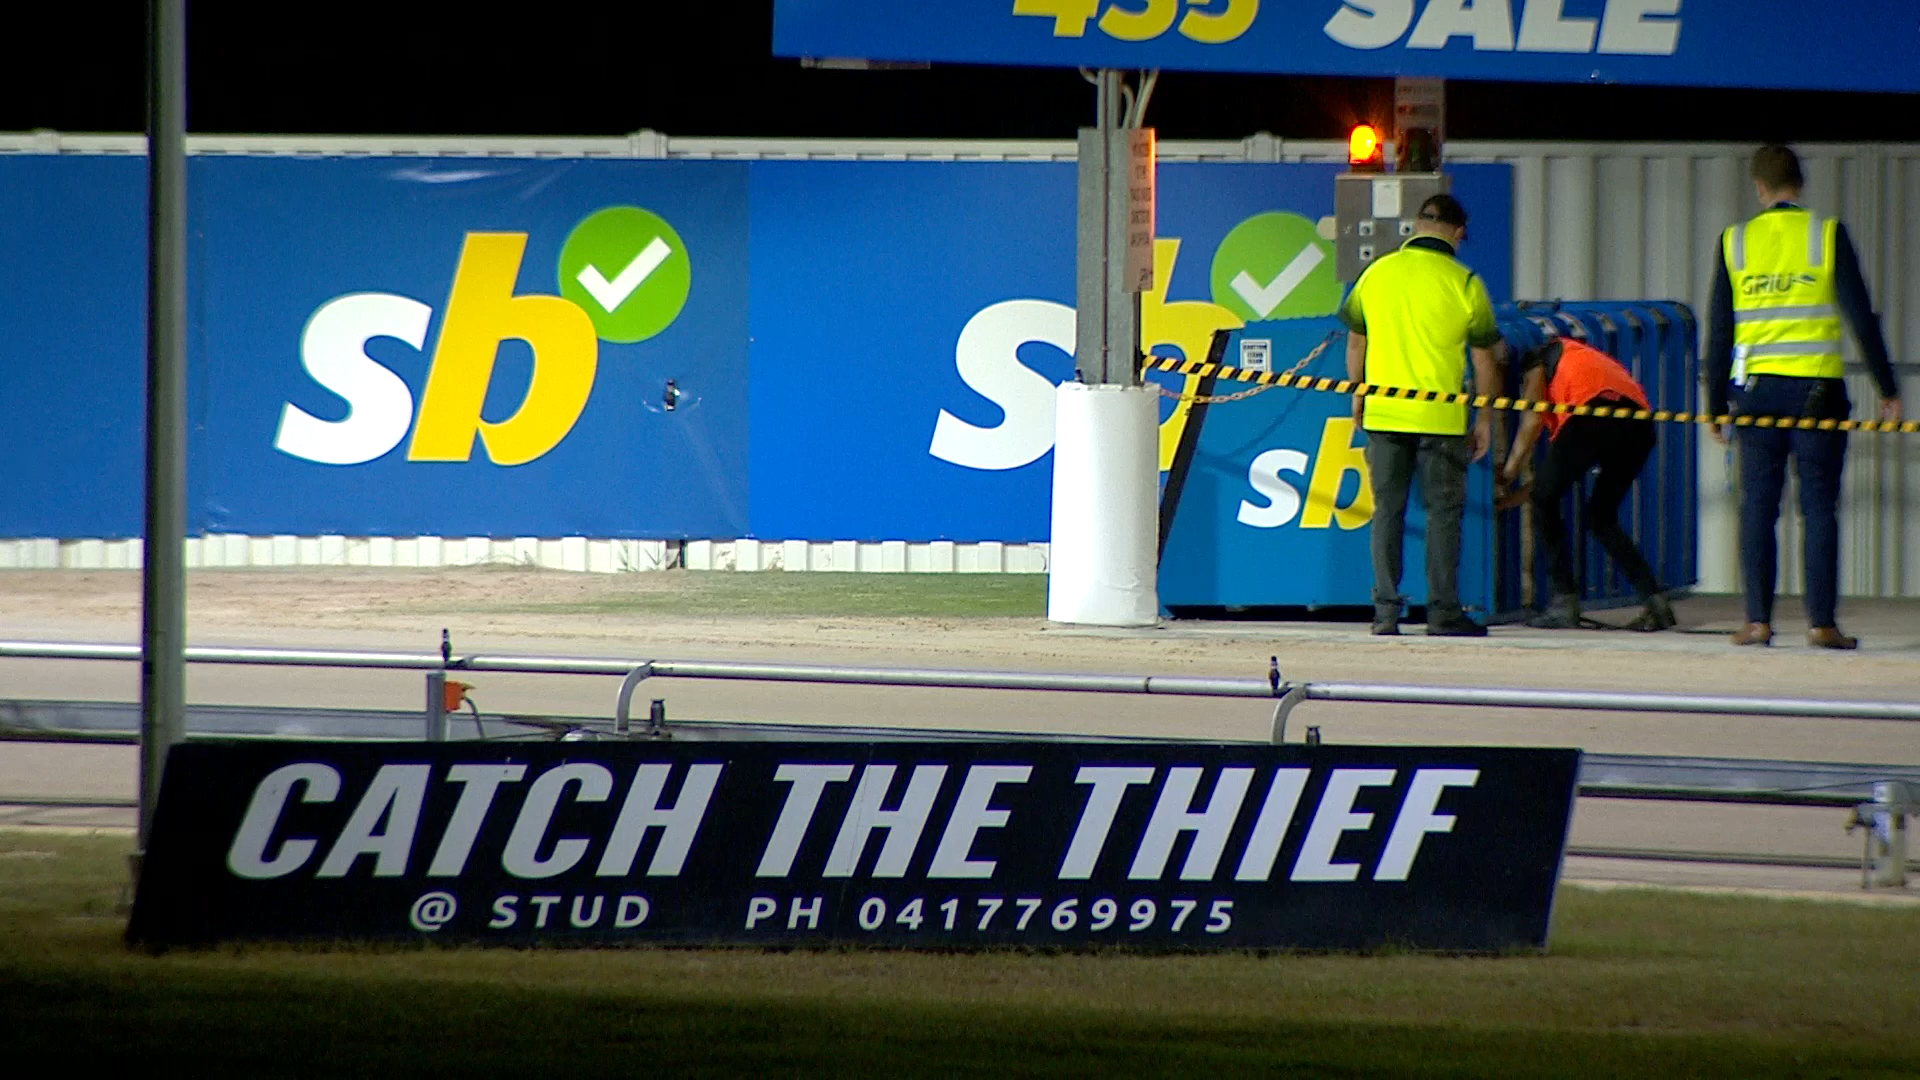 455 SALE
sb
sb
sb
GRIU
CATCH THE THIEF
@ STUD PH 0417769975